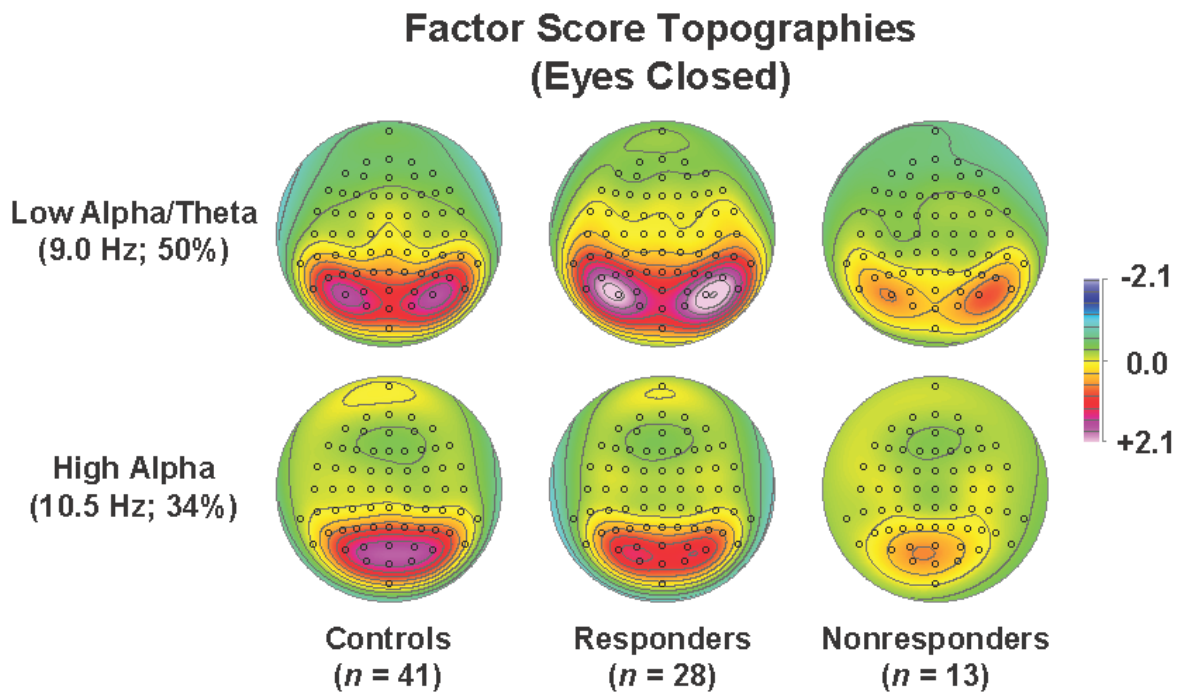 Factor Score Topographies
(Eyes Closed)
Low Alpha/Theta
(9.0 Hz; 50%)
-2.1
0.0
+2.1
High Alpha
(10.5 Hz; 34%)
Controls
(n = 41)
Responders
(n = 28)
Nonresponders
(n = 13)